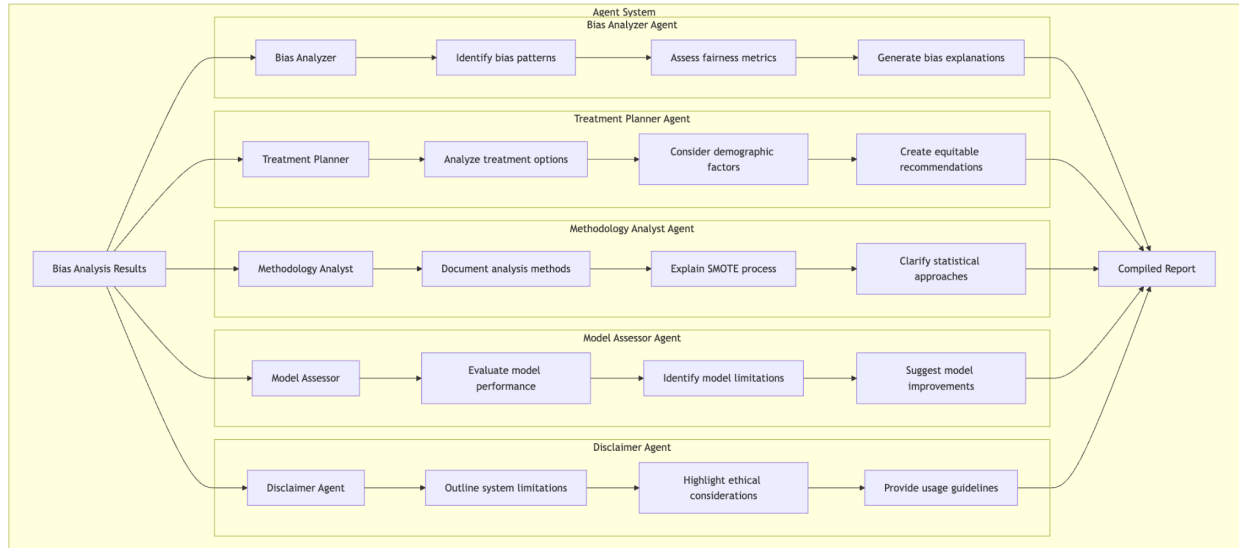 Agent System
Bias Analyzer Agent
Bias Analyzer
Identify bias patterns
Assess fairness metrics
Generate bias explanations
Treatment Planner Agent
Treatment Planner
Analyze treatment options
Consider demographic
factors
Create equitable
recommendations
Bias Analysis Results
Methodology Analyst Agent
Methodology Analyst
Document analysis methods
Explain SMOTE process
Clarify statistical
approaches
Compiled Report
Model Assessor Agent
Model Assessor
Evaluate model
performance
Identify model limitations
Suggest model
improvements
Disclaimer Agent
Disclaimer Agent
Outline system limitations
Highlight ethical
considerations
Provide usage guidelines